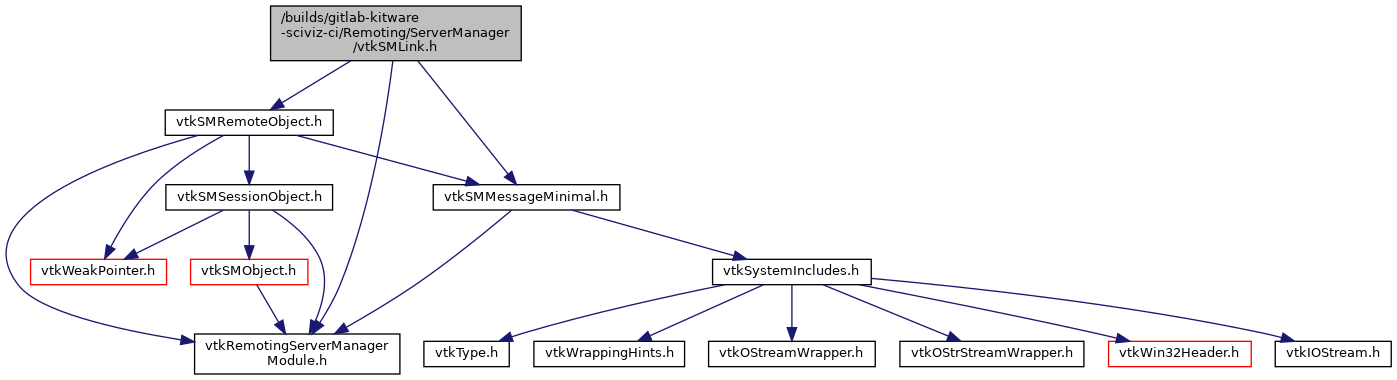 /builds/gitlab-kitware
-sciviz-ci/Remoting/ServerManager
/vtkSMLink.h
vtkSMRemoteObject.h
vtkSMSessionObject.h
vtkSMMessageMinimal.h
vtkWeakPointer.h
vtkSMObject.h
vtkSystemIncludes.h
vtkRemotingServerManager
Module.h
vtkType.h
vtkWrappingHints.h
vtkOStreamWrapper.h
vtkOStrStreamWrapper.h
vtkWin32Header.h
vtkIOStream.h